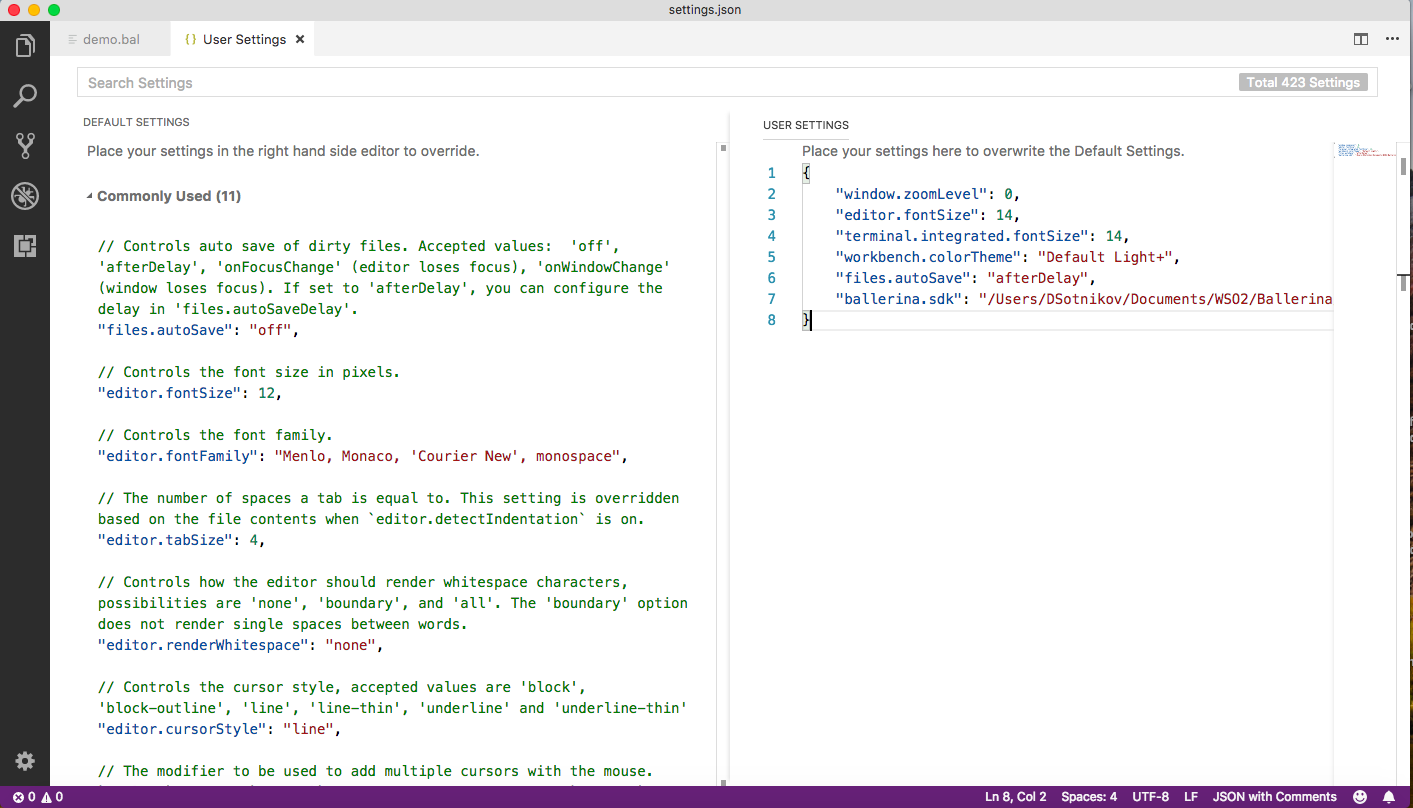 settings.json
demo.bal
{ } User Settings ×
Search Settings
Total 423 Settings
DEFAULT SETTINGS
Place your settings in the right hand side editor to override.
Commonly Used (11)
// Controls auto save of dirty files. Accepted values:  'off',
'afterDelay', 'onFocusChange' (editor loses focus), 'onWindowChange'
(window loses focus). If set to 'afterDelay', you can configure the
delay in 'files.autoSaveDelay'.
"files.autoSave": "off",
// Controls the font size in pixels.
"editor.fontSize": 12,
// Controls the font family.
"editor.fontFamily": "Menlo, Monaco, 'Courier New', monospace",
// The number of spaces a tab is equal to. This setting is overridden
based on the file contents when `editor.detectIndentation` is on.
"editor.tabSize": 4,
// Controls how the editor should render whitespace characters,
possibilities are 'none', 'boundary', and 'all'. The 'boundary' option
does not render single spaces between words.
"editor.renderWhitespace": "none",
// Controls the cursor style, accepted values are 'block',
'block-outline', 'line', 'line-thin', 'underline' and 'underline-thin'
"editor.cursorStyle": "line",
// The modifier to be used to add multiple cursors with the mouse.
USER SETTINGS
Place your settings here to overwrite the Default Settings.
1 {
2 "window.zoomLevel": 0,
3 "editor.fontSize": 14,
4 "terminal.integrated.fontSize": 14,
5 "workbench.colorTheme": "Default Light+",
6 "files.autoSave": "afterDelay",
7 "ballerina.sdk": "/Users/DSotnikov/Documents/WSO2/Ballerina
8 }
0 0
Ln 8, Col 2 Spaces: 4 UTF-8 LF JSON with Comments